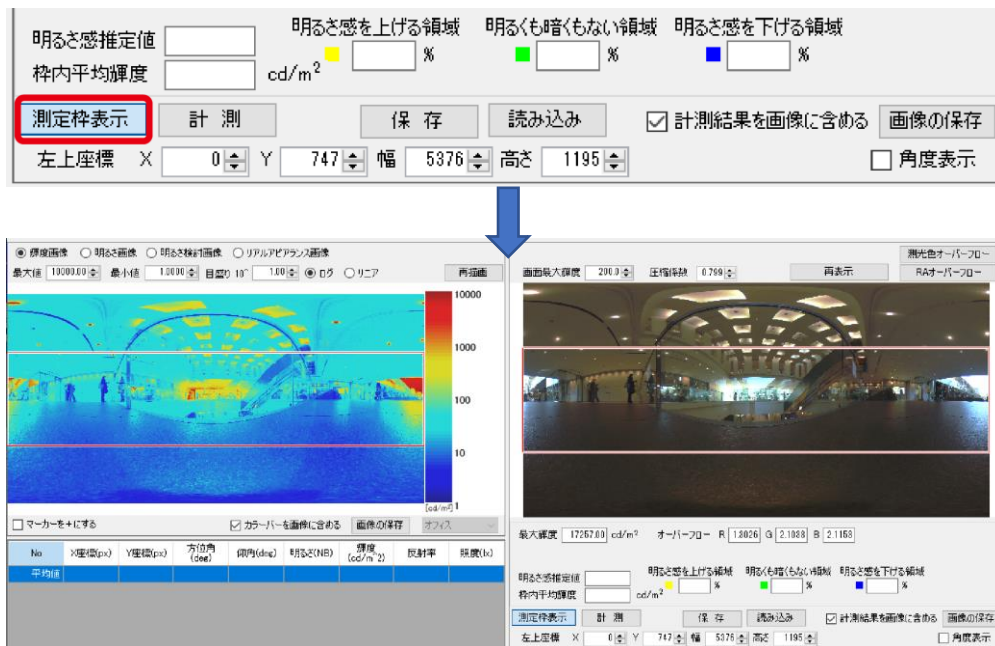 明るさ感を上げる領域 明るくも暗くもない領域 明るさ感を下げる領域
明るさ感推定値 % % %
枠内平均輝度 cd/m²
測定枠表示 計 測 保 存 読み込み 計測結果を画像に含める 画像の保存
左上座標 X 0 Y 747 幅 5376 高さ 1195 角度表示
輝度画像 明るさ画像 明るさ検討画像 リアルアピアランス画像
最大値 10000.00 最小値 1.0000 目盛り 10^ 1.00 ログ リニア 再描画
10000
1000
100
10
1
[cd/m²]
マーカーを+にする カラーバーを画像に含める 画像の保存 オフィス
No X座標(px) Y座標(px) 方位角(deg) 仰角(deg) 明るさ(NB) 輝度(cd/m^2) 反射率 照度(lx)
平均値
測光色オーバーフロー
画面最大輝度 200.0 圧縮係数 0.799 再表示 RAオーバーフロー
最大輝度 17257.00 cd/m² オーバーフロー R 1.8026 G 2.1088 B 2.1153
明るさ感を上げる領域 明るくも暗くもない領域 明るさ感を下げる領域
明るさ感推定値 % % %
枠内平均輝度 cd/m²
測定枠表示 計 測 保 存 読み込み 計測結果を画像に含める 画像の保存
左上座標 X 0 Y 747 幅 5376 高さ 1195 角度表示